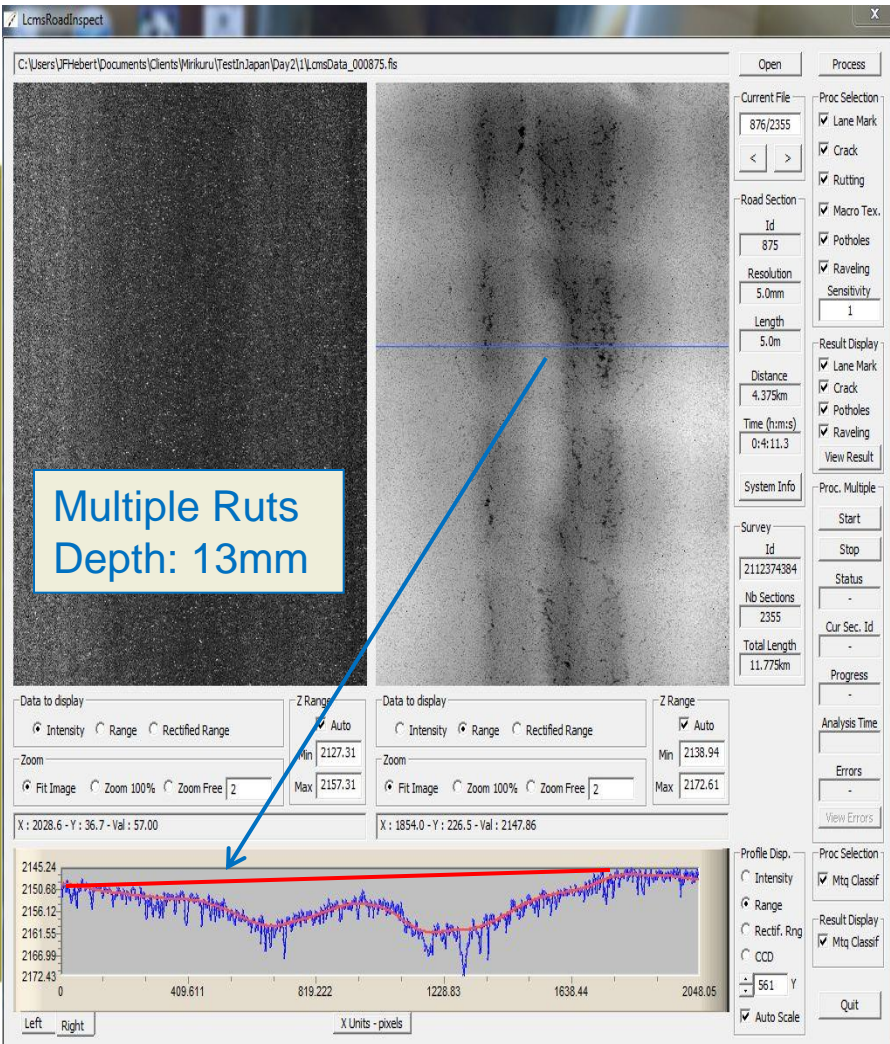 LcmsRoadInspect
X
C:\Users\JFHebert\Documents\Clients\Mirikuru\TestInJapan\Day2\1\LcmsData_000875.fis
Open
Process
Current File
876/2355
<
>
Road Section
Id
875
Resolution
5.0mm
Length
5.0m
Distance
4.375km
Time (h:m:s)
0:4:11.3
System Info
Survey
Id
2112374384
Nb Sections
2355
Total Length
11.775km
Proc Selection
Lane Mark
Crack
Rutting
Macro Tex.
Potholes
Raveling
Sensitivity
1
Result Display
Lane Mark
Crack
Potholes
Raveling
View Result
Proc. Multiple
Start
Stop
Status
-
Cur Sec. Id
-
Progress
-
Analysis Time
Errors
-
View Errors
Multiple Ruts
Depth: 13mm
Data to display
Intensity Range Rectified Range
Zoom
Fit Image Zoom 100% Zoom Free 2
Z Range
Auto
Min 2127.31
Max 2157.31
X : 2028.6 - Y : 36.7 - Val : 57.00
Data to display
Intensity Range Rectified Range
Zoom
Fit Image Zoom 100% Zoom Free 2
Z Range
Auto
Min 2138.94
Max 2172.61
X : 1854.0 - Y : 226.5 - Val : 2147.86
2145.24
2150.68
2156.12
2161.55
2166.99
2172.43
0 409.611 819.222 1228.83 1638.44 2048.05
Left Right
X Units - pixels
Profile Disp.
Intensity
Range
Rectif. Rng
CCD
561 Y
Auto Scale
Proc Selection
Mtq Classif
Result Display
Mtq Classif
Quit